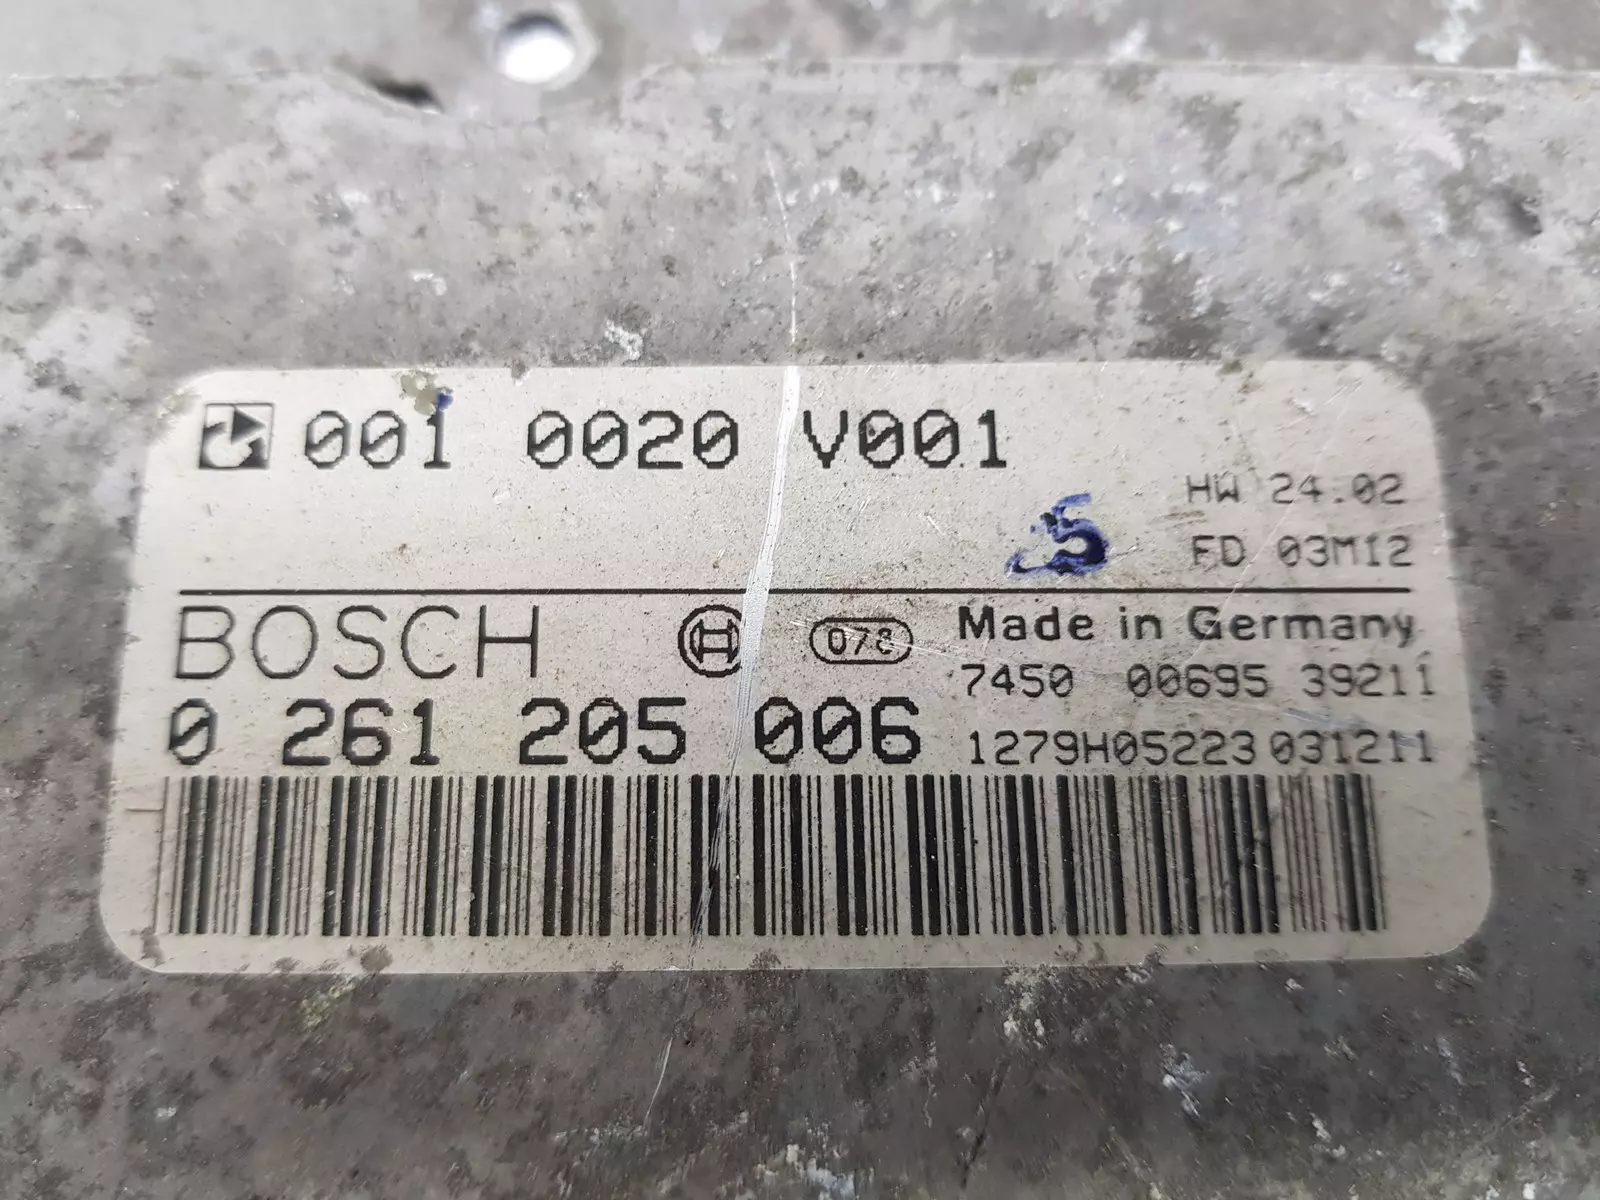 001 0020 V001
HW 24.02
5
FD 03M12
BOSCH 078 Made in Germany
7450 00695 39211
0 261 205 006 1279H05223 031211